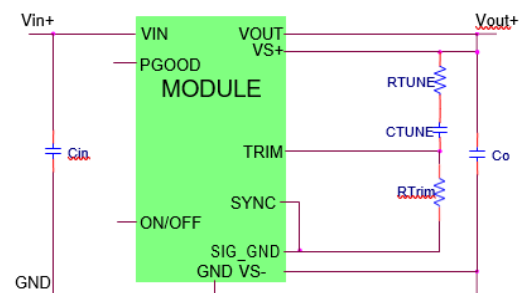 Vin+
Vout+
VIN
VOUT
VS+
PGOOD
MODULE
RTUNE
CTUNE
Cin
TRIM
Co
RTrim
SYNC
ON/OFF
SIG_GND
GND
GND VS-